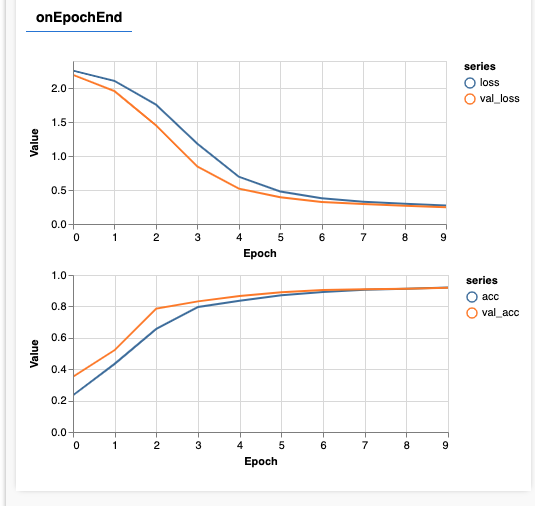 onEpochEnd
series
loss
val_loss
Value
2.0
1.5
1.0
0.5
0.0
0 1 2 3 4 5 6 7 8 9
Epoch
series
acc
val_acc
Value
1.0
0.8
0.6
0.4
0.2
0.0
0 1 2 3 4 5 6 7 8 9
Epoch